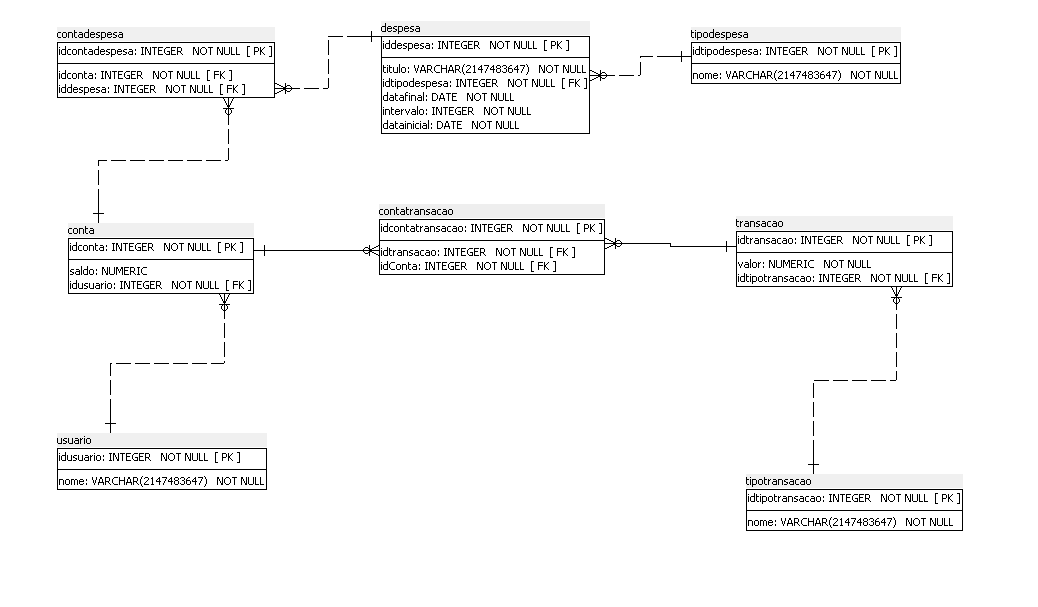 contadespesa
idcontadespesa: INTEGER NOT NULL [ PK ]
idconta: INTEGER NOT NULL [ FK ]
iddespesa: INTEGER NOT NULL [ FK ]
despesa
iddespesa: INTEGER NOT NULL [ PK ]
titulo: VARCHAR(2147483647) NOT NULL
idtipodespesa: INTEGER NOT NULL [ FK ]
datafinal: DATE NOT NULL
intervalo: INTEGER NOT NULL
datainicial: DATE NOT NULL
tipodespesa
idtipodespesa: INTEGER NOT NULL [ PK ]
nome: VARCHAR(2147483647) NOT NULL
conta
idconta: INTEGER NOT NULL [ PK ]
saldo: NUMERIC
idusuario: INTEGER NOT NULL [ FK ]
contatransacao
idcontatransacao: INTEGER NOT NULL [ PK ]
idtransacao: INTEGER NOT NULL [ FK ]
idConta: INTEGER NOT NULL [ FK ]
transacao
idtransacao: INTEGER NOT NULL [ PK ]
valor: NUMERIC NOT NULL
idtipotransacao: INTEGER NOT NULL [ FK ]
usuario
idusuario: INTEGER NOT NULL [ PK ]
nome: VARCHAR(2147483647) NOT NULL
tipotransacao
idtipotransacao: INTEGER NOT NULL [ PK ]
nome: VARCHAR(2147483647) NOT NULL